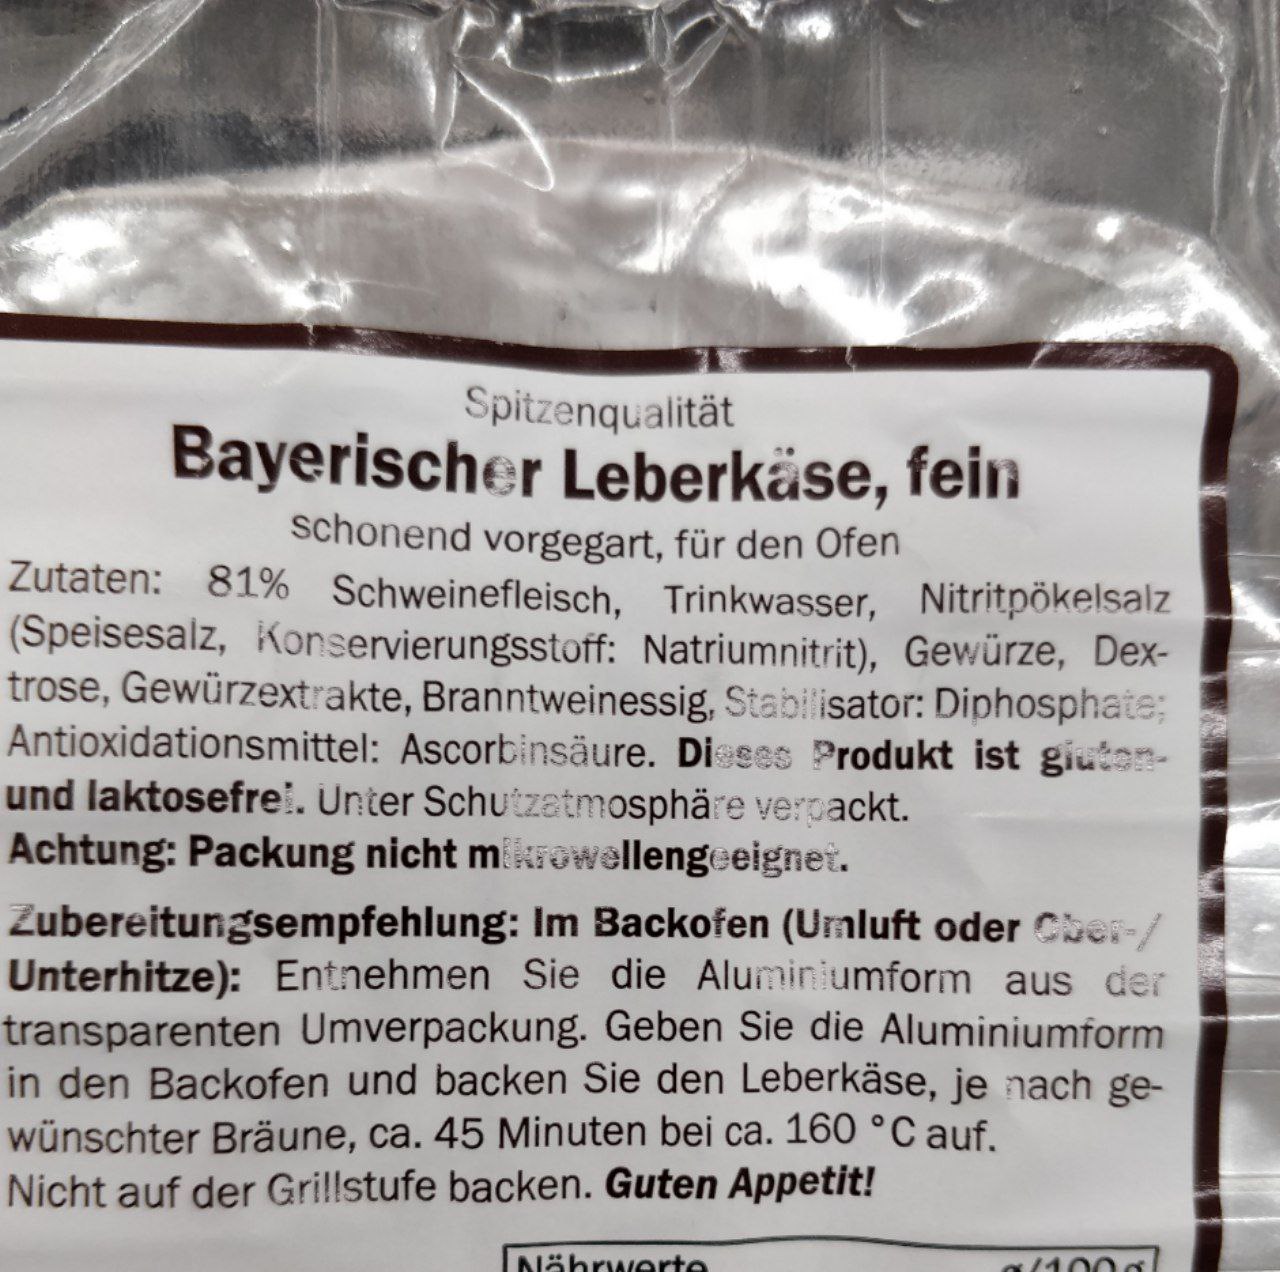 Spitzenqualität
Bayerischer Leberkäse, fein
schonend vorgegart, für den Ofen
Zutaten: 81% Schweinefleisch, Trinkwasser, Nitritpökelsalz
(Speisesalz, Konservierungsstoff: Natriumnitrit), Gewürze, Dex-
trose, Gewürzextrakte, Branntweinessig, Stabilisator: Diphosphate;
Antioxidationsmittel: Ascorbinsäure. Dieses Produkt ist gluten-
und laktosefrei. Unter Schutzatmosphäre verpackt.
Achtung: Packung nicht mikrowellengeeignet.
Zubereitungsempfehlung: Im Backofen (Umluft oder Ober-/
Unterhitze): Entnehmen Sie die Aluminiumform aus der
transparenten Umverpackung. Geben Sie die Aluminiumform
in den Backofen und backen Sie den Leberkäse, je nach ge-
wünschter Bräune, ca. 45 Minuten bei ca. 160 °C auf.
Nicht auf der Grillstufe backen. Guten Appetit!
Nährwerte g/100g